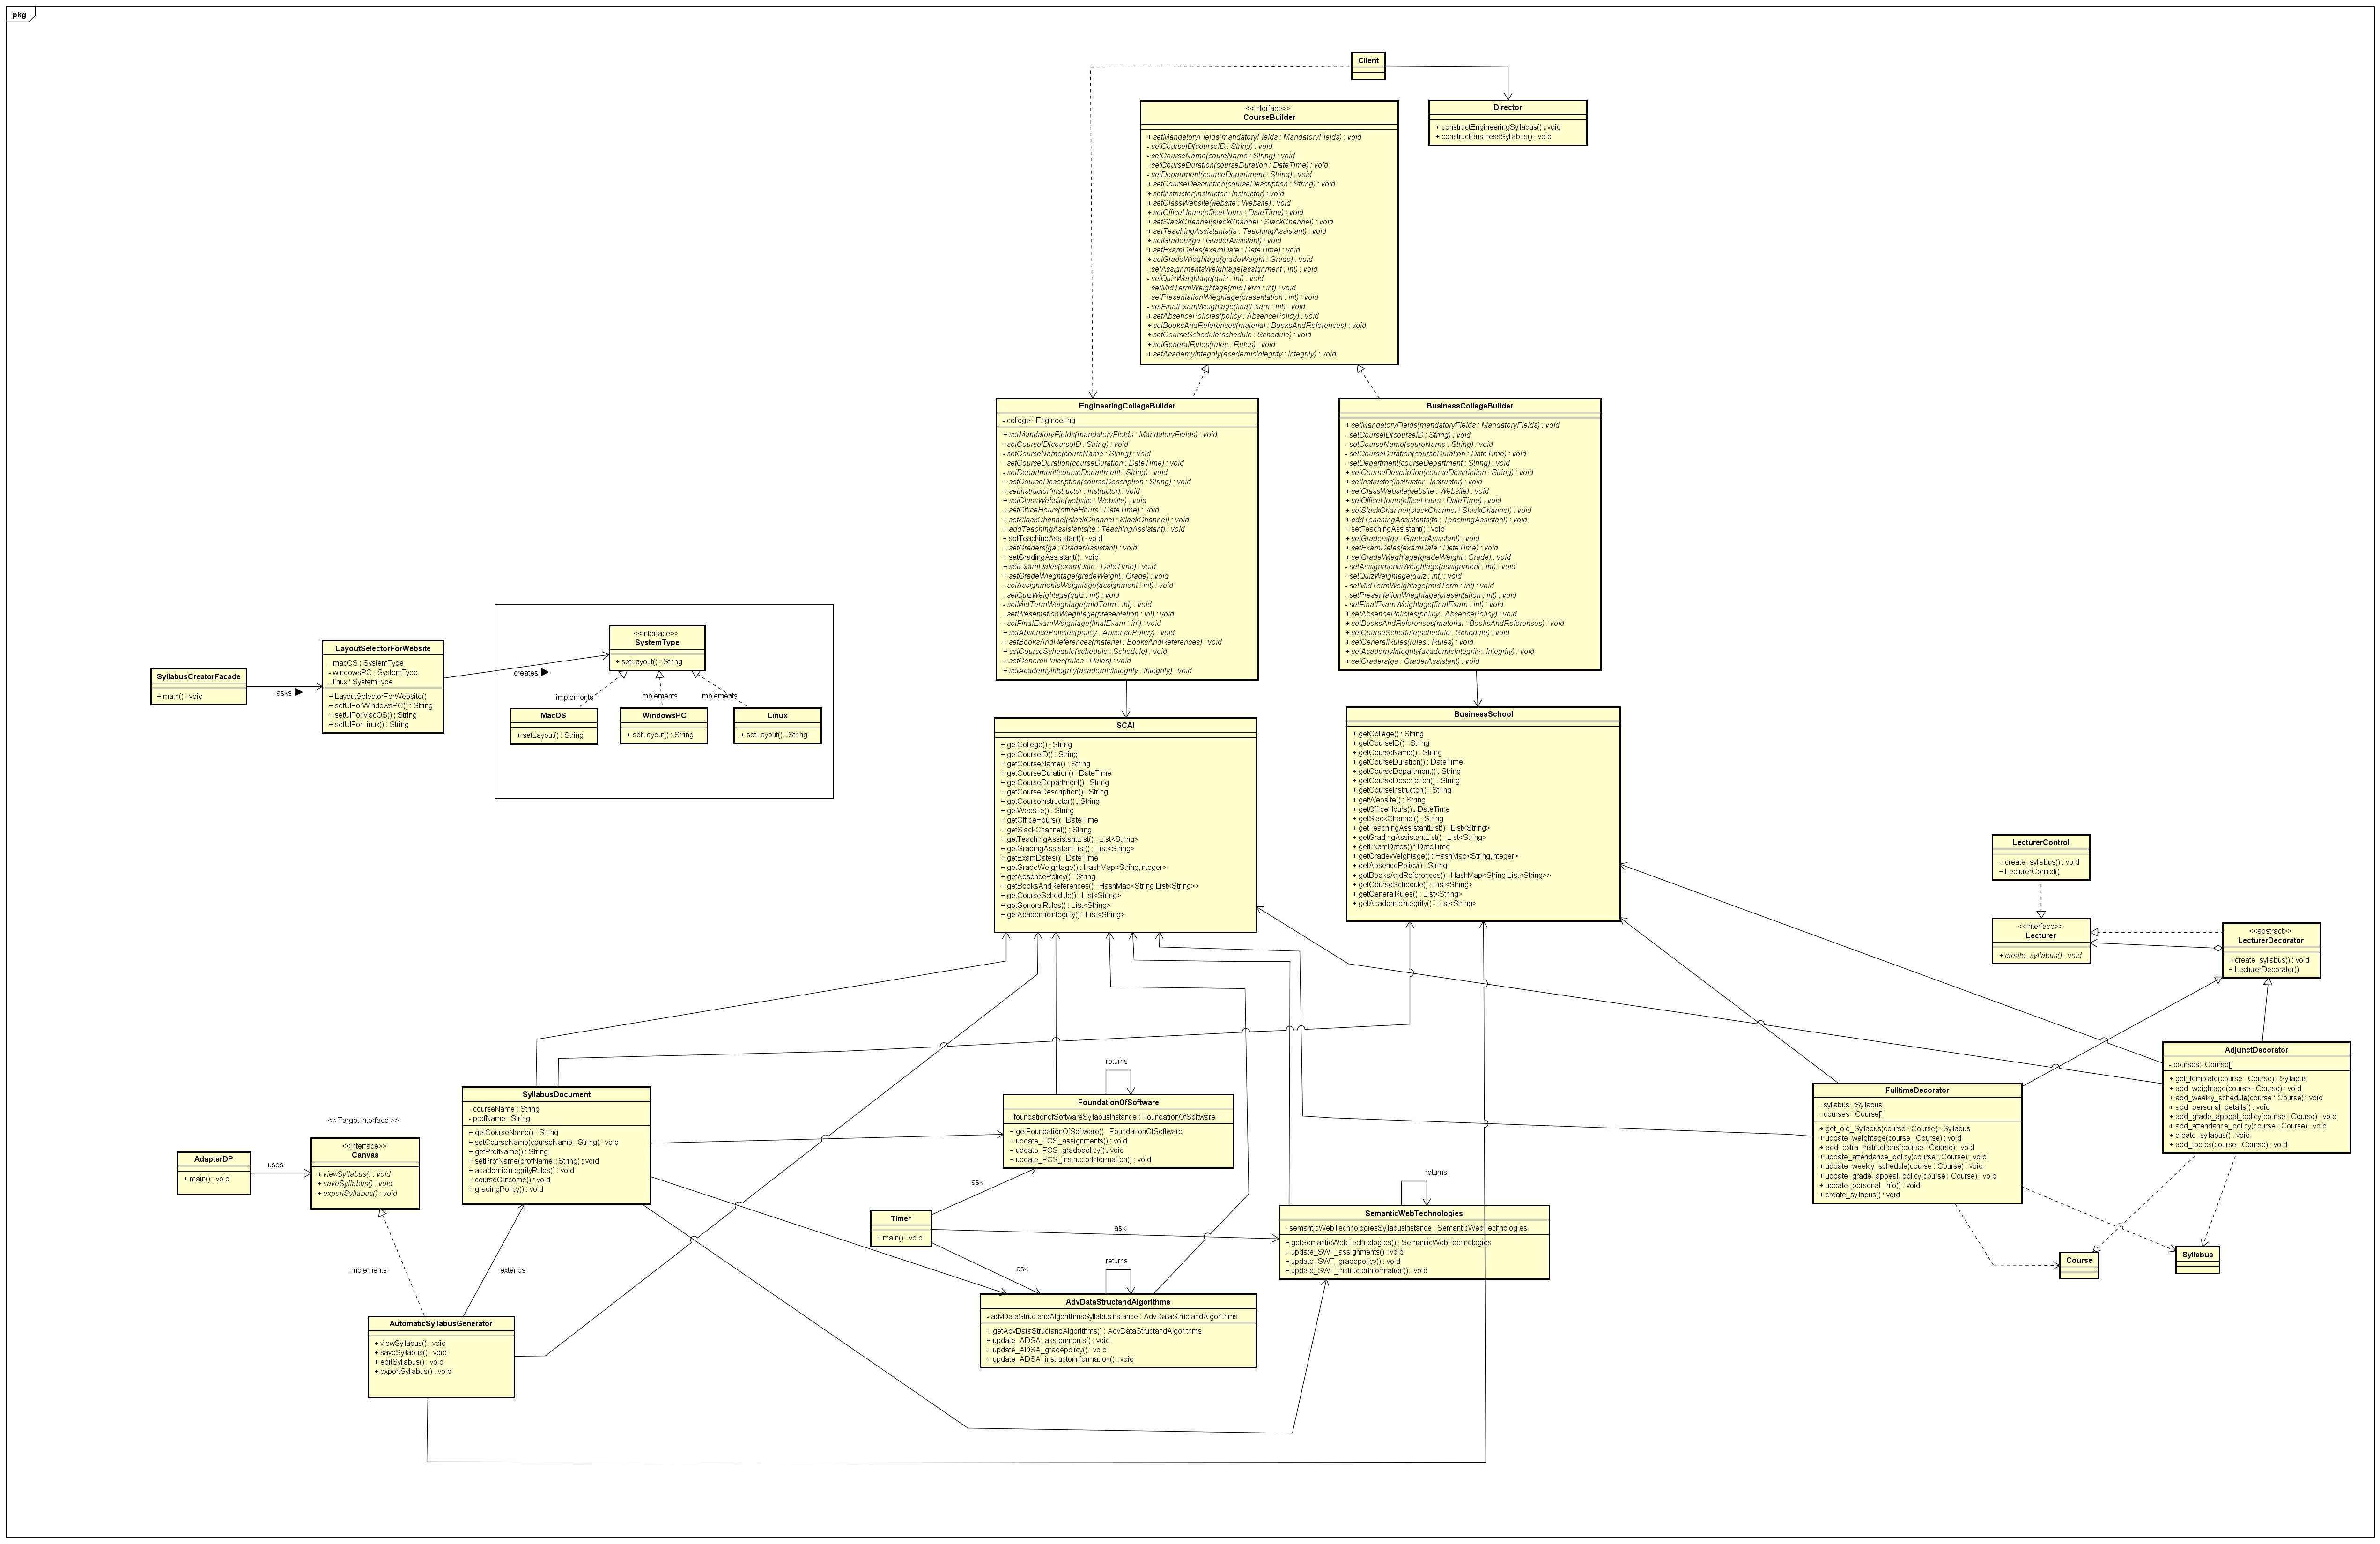 pkg
Client
Director
+ constructEngineeringSyllabus() : void
+ constructBusinessSyllabus() : void
<<interface>>
CourseBuilder
+ setMandatoryFields(mandatoryFields : MandatoryFields) : void
- setCourseID(courseID : String) : void
- setCourseName(coureName : String) : void
- setCourseDuration(courseDuration : DateTime) : void
- setDepartment(courseDepartment : String) : void
+ setCourseDescription(courseDescription : String) : void
+ setInstructor(instructor : Instructor) : void
+ setClassWebsite(website : Website) : void
+ setOfficeHours(officeHours : DateTime) : void
+ setSlackChannel(slackChannel : SlackChannel) : void
+ setTeachingAssistants(ta : TeachingAssistant) : void
+ setGraders(ga : GraderAssistant) : void
+ setExamDates(examDate : DateTime) : void
+ setGradeWieghtage(gradeWeight : Grade) : void
- setAssignmentsWeightage(assignment : int) : void
- setQuizWeightage(quiz : int) : void
- setMidTermWeightage(midTerm : int) : void
- setPresentationWieghtage(presentation : int) : void
- setFinalExamWeightage(finalExam : int) : void
+ setAbsencePolicies(policy : AbsencePolicy) : void
+ setBooksAndReferences(material : BooksAndReferences) : void
+ setCourseSchedule(schedule : Schedule) : void
+ setGeneralRules(rules : Rules) : void
+ setAcademyIntegrity(academicIntegrity : Integrity) : void
EngineeringCollegeBuilder
- college : Engineering
+ setMandatoryFields(mandatoryFields : MandatoryFields) : void
- setCourseID(courseID : String) : void
- setCourseName(coureName : String) : void
- setCourseDuration(courseDuration : DateTime) : void
- setDepartment(courseDepartment : String) : void
+ setCourseDescription(courseDescription : String) : void
+ setInstructor(instructor : Instructor) : void
+ setClassWebsite(website : Website) : void
+ setOfficeHours(officeHours : DateTime) : void
+ setSlackChannel(slackChannel : SlackChannel) : void
+ addTeachingAssistants(ta : TeachingAssistant) : void
+ setTeachingAssistant() : void
+ setGraders(ga : GraderAssistant) : void
+ setGradingAssistant() : void
+ setExamDates(examDate : DateTime) : void
+ setGradeWieghtage(gradeWeight : Grade) : void
- setAssignmentsWeightage(assignment : int) : void
- setQuizWeightage(quiz : int) : void
- setMidTermWeightage(midTerm : int) : void
- setPresentationWieghtage(presentation : int) : void
- setFinalExamWeightage(finalExam : int) : void
+ setAbsencePolicies(policy : AbsencePolicy) : void
+ setBooksAndReferences(material : BooksAndReferences) : void
+ setCourseSchedule(schedule : Schedule) : void
+ setGeneralRules(rules : Rules) : void
+ setAcademyIntegrity(academicIntegrity : Integrity) : void
BusinessCollegeBuilder
+ setMandatoryFields(mandatoryFields : MandatoryFields) : void
- setCourseID(courseID : String) : void
- setCourseName(coureName : String) : void
- setCourseDuration(courseDuration : DateTime) : void
- setDepartment(courseDepartment : String) : void
+ setCourseDescription(courseDescription : String) : void
+ setInstructor(instructor : Instructor) : void
+ setClassWebsite(website : Website) : void
+ setOfficeHours(officeHours : DateTime) : void
+ setSlackChannel(slackChannel : SlackChannel) : void
+ addTeachingAssistants(ta : TeachingAssistant) : void
+ setTeachingAssistant() : void
+ setGraders(ga : GraderAssistant) : void
+ setExamDates(examDate : DateTime) : void
+ setGradeWieghtage(gradeWeight : Grade) : void
- setAssignmentsWeightage(assignment : int) : void
- setQuizWeightage(quiz : int) : void
- setMidTermWeightage(midTerm : int) : void
- setPresentationWieghtage(presentation : int) : void
- setFinalExamWeightage(finalExam : int) : void
+ setAbsencePolicies(policy : AbsencePolicy) : void
+ setBooksAndReferences(material : BooksAndReferences) : void
+ setCourseSchedule(schedule : Schedule) : void
+ setGeneralRules(rules : Rules) : void
+ setAcademyIntegrity(academicIntegrity : Integrity) : void
+ setGraders(ga : GraderAssistant) : void
SyllabusCreatorFacade
+ main() : void
asks
LayoutSelectorForWebsite
- macOS : SystemType
- windowsPC : SystemType
- linux : SystemType
+ LayoutSelectorForWebsite()
+ setUIForWindowsPC() : String
+ setUIForMacOS() : String
+ setUIForLinux() : String
creates
<<interface>>
SystemType
+ setLayout() : String
implements
implements
implements
MacOS
+ setLayout() : String
WindowsPC
+ setLayout() : String
Linux
+ setLayout() : String
SCAI
+ getCollege() : String
+ getCourseID() : String
+ getCourseName() : String
+ getCourseDuration() : DateTime
+ getCourseDepartment() : String
+ getCourseDescription() : String
+ getCourseInstructor() : String
+ getWebsite() : String
+ getOfficeHours() : DateTime
+ getSlackChannel() : String
+ getTeachingAssistantList() : List<String>
+ getGradingAssistantList() : List<String>
+ getExamDates() : DateTime
+ getGradeWeightage() : HashMap<String,Integer>
+ getAbsencePolicy() : String
+ getBooksAndReferences() : HashMap<String,List<String>>
+ getCourseSchedule() : List<String>
+ getGeneralRules() : List<String>
+ getAcademicIntegrity() : List<String>
BusinessSchool
+ getCollege() : String
+ getCourseID() : String
+ getCourseName() : String
+ getCourseDuration() : DateTime
+ getCourseDepartment() : String
+ getCourseDescription() : String
+ getCourseInstructor() : String
+ getWebsite() : String
+ getOfficeHours() : DateTime
+ getSlackChannel() : String
+ getTeachingAssistantList() : List<String>
+ getGradingAssistantList() : List<String>
+ getExamDates() : DateTime
+ getGradeWeightage() : HashMap<String,Integer>
+ getAbsencePolicy() : String
+ getBooksAndReferences() : HashMap<String,List<String>>
+ getCourseSchedule() : List<String>
+ getGeneralRules() : List<String>
+ getAcademicIntegrity() : List<String>
LecturerControl
+ create_syllabus() : void
+ LecturerControl()
<<interface>>
Lecturer
+ create_syllabus() : void
<<abstract>>
LecturerDecorator
+ create_syllabus() : void
+ LecturerDecorator()
AdjunctDecorator
- courses : Course[]
+ get_template(course : Course) : Syllabus
+ add_weightage(course : Course) : void
+ add_weekly_schedule(course : Course) : void
+ add_personal_details() : void
+ add_grade_appeal_policy(course : Course) : void
+ add_attendance_policy(course : Course) : void
+ create_syllabus() : void
+ add_topics(course : Course) : void
FulltimeDecorator
- syllabus : Syllabus
- courses : Course[]
+ get_old_Syllabus(course : Course) : Syllabus
+ update_weightage(course : Course) : void
+ add_extra_instructions(course : Course) : void
+ update_attendance_policy(course : Course) : void
+ update_weekly_schedule(course : Course) : void
+ update_grade_appeal_policy(course : Course) : void
+ update_personal_info() : void
+ create_syllabus() : void
Course
Syllabus
SyllabusDocument
- courseName : String
- profName : String
+ getCourseName() : String
+ setCourseName(courseName : String) : void
+ getProfName() : String
+ setProfName(profName : String) : void
+ academicIntegrityRules() : void
+ courseOutcome() : void
+ gradingPolicy() : void
returns
FoundationOfSoftware
- foundationofSoftwareSyllabusInstance : FoundationOfSoftware
+ getFoundationOfSoftware() : FoundationOfSoftware
+ update_FOS_assignments() : void
+ update_FOS_gradepolicy() : void
+ update_FOS_instructorInformation() : void
<< Target Interface >>
<<interface>>
Canvas
+ viewSyllabus() : void
+ saveSyllabus() : void
+ exportSyllabus() : void
AdapterDP
+ main() : void
uses
ask
Timer
+ main() : void
ask
ask
returns
SemanticWebTechnologies
- semanticWebTechnologiesSyllabusInstance : SemanticWebTechnologies
+ getSemanticWebTechnologies() : SemanticWebTechnologies
+ update_SWT_assignments() : void
+ update_SWT_gradepolicy() : void
+ update_SWT_instructorInformation() : void
returns
AdvDataStructandAlgorithms
- advDataStructandAlgorithmsSyllabusInstance : AdvDataStructandAlgorithms
+ getAdvDataStructandAlgorithms() : AdvDataStructandAlgorithms
+ update_ADSA_assignments() : void
+ update_ADSA_gradepolicy() : void
+ update_ADSA_instructorInformation() : void
implements
extends
AutomaticSyllabusGenerator
+ viewSyllabus() : void
+ saveSyllabus() : void
+ editSyllabus() : void
+ exportSyllabus() : void